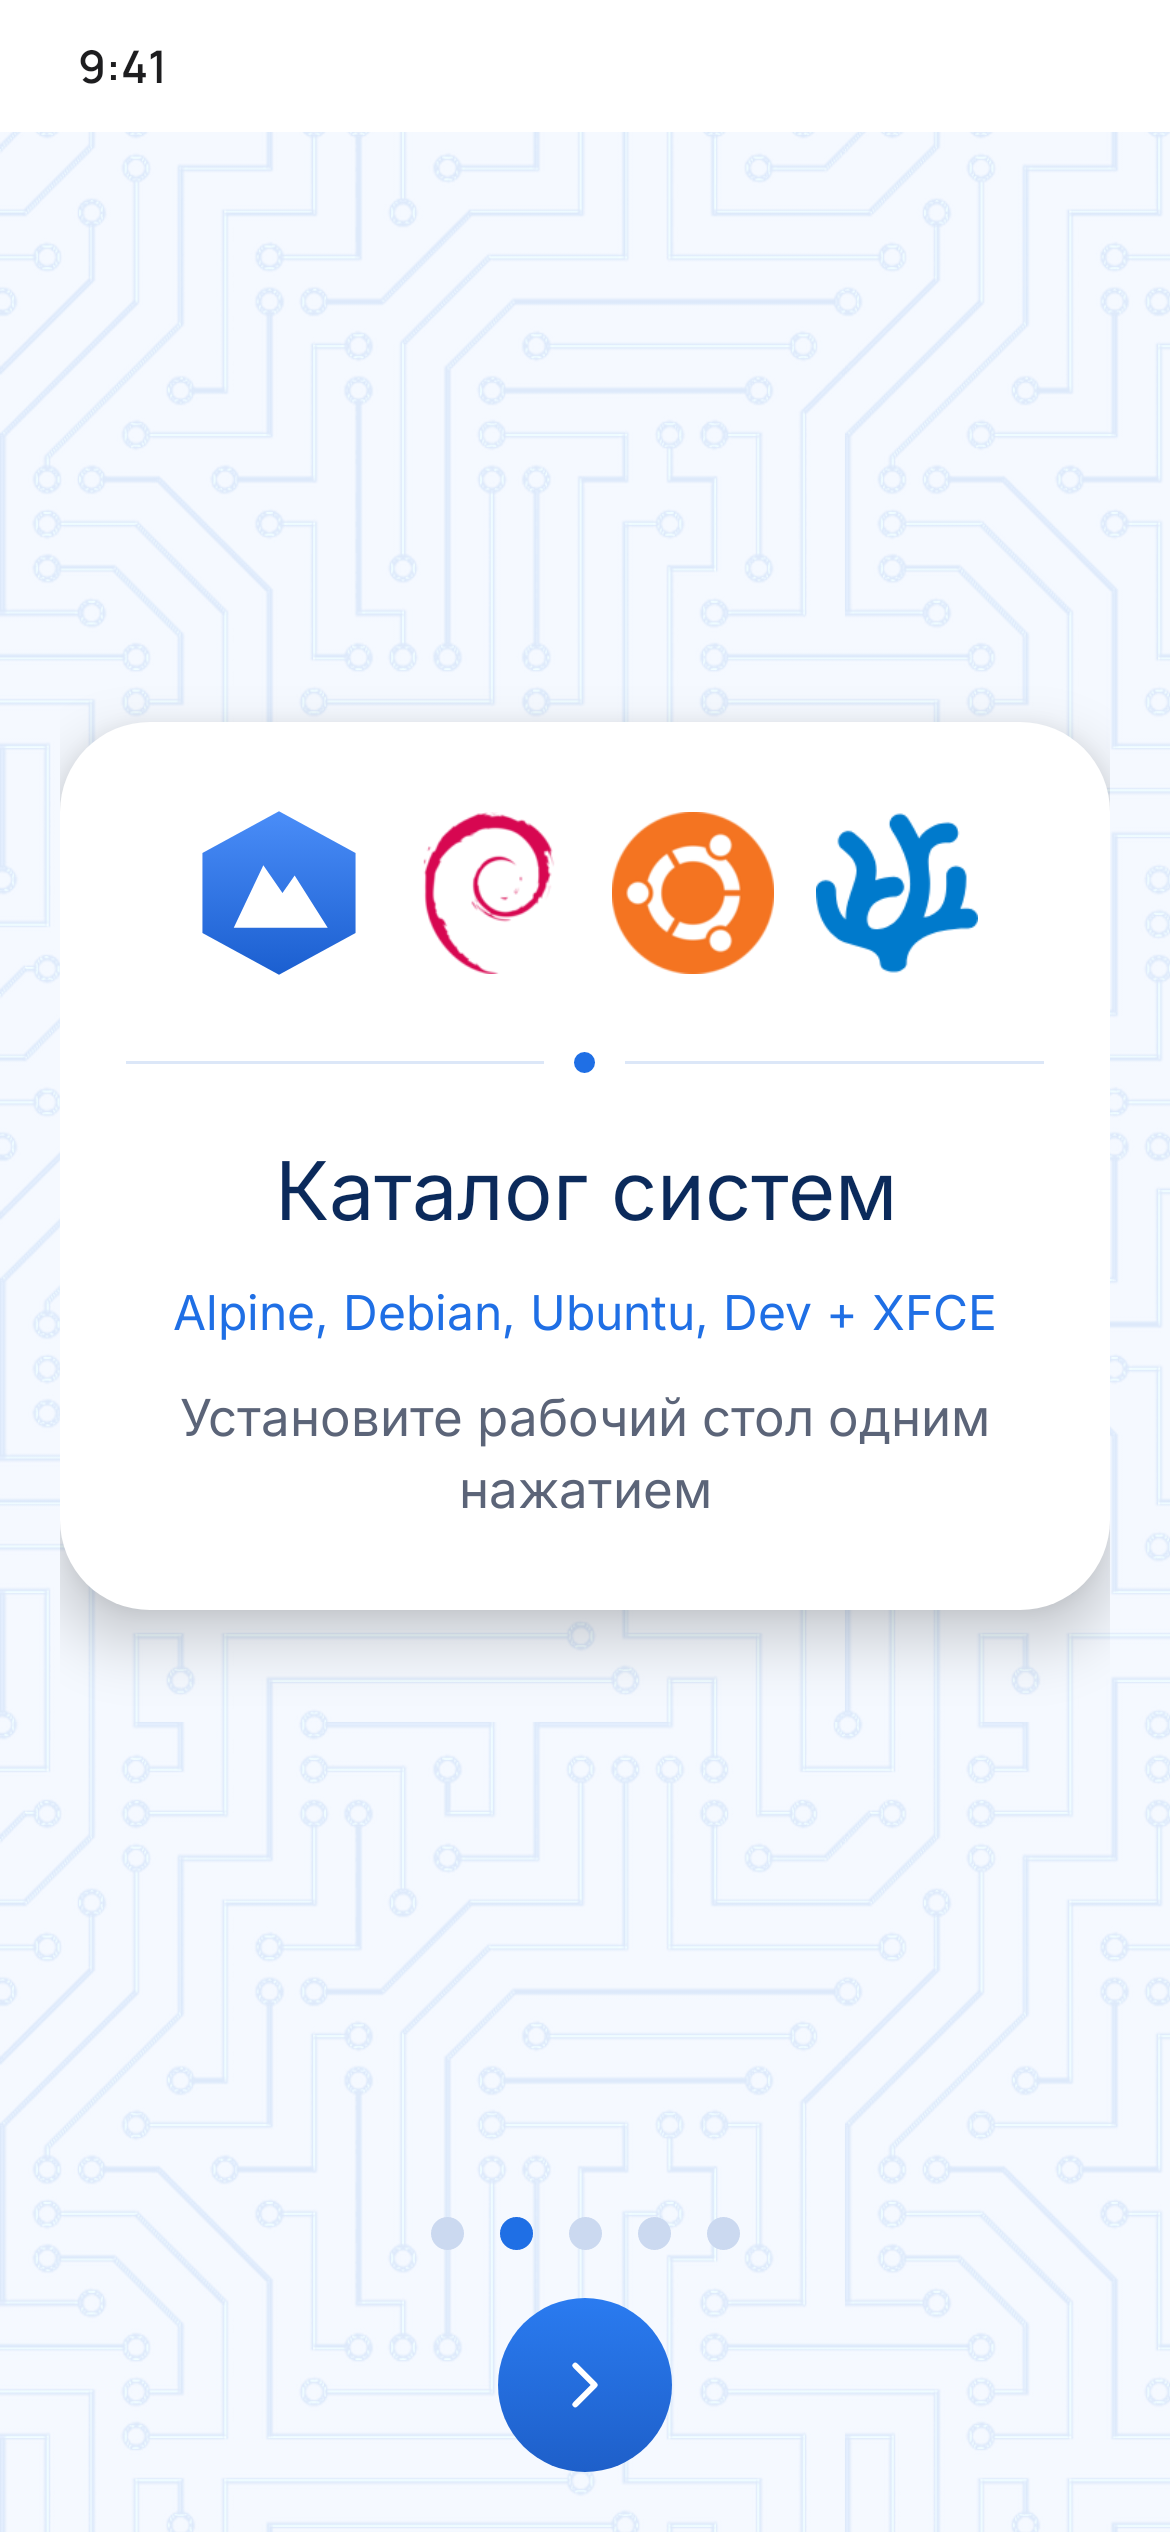 9:41
Каталог систем
Alpine, Debian, Ubuntu, Dev + XFCE
Установите рабочий стол одним
нажатием